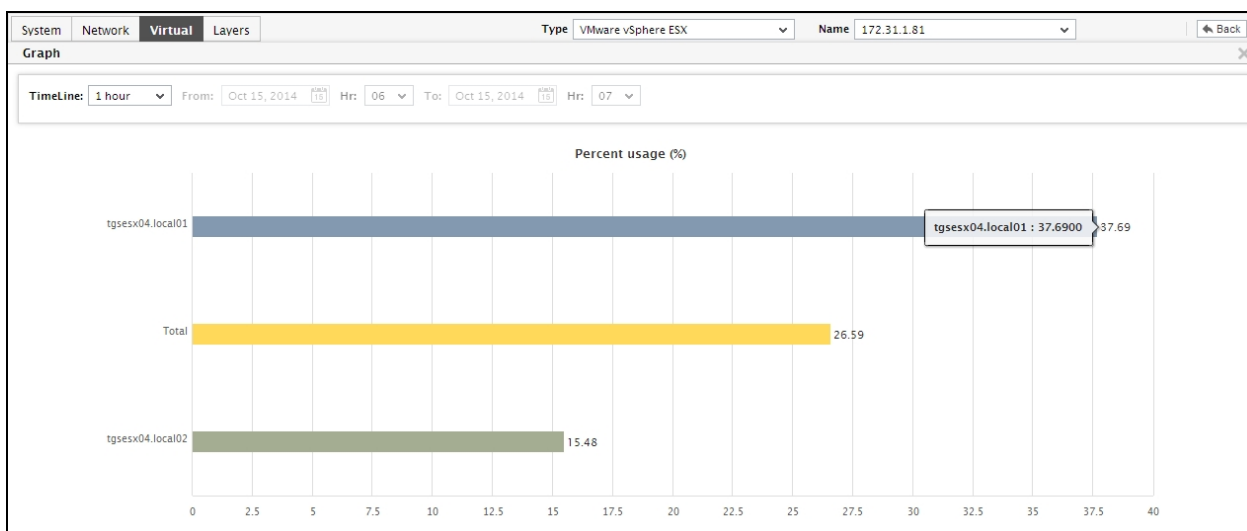 System Network Virtual Layers Type VMware vSphere ESX Name 172.31.1.81 Back
Graph
TimeLine: 1 hour From: Oct 15, 2014 Hr: 06 To: Oct 15, 2014 Hr: 07
Percent usage (%)
tgsesx04.local01 tgsesx04.local01 : 37.6900 37.69
Total 26.59
tgsesx04.local02 15.48
0 2.5 5 7.5 10 12.5 15 17.5 20 22.5 25 27.5 30 32.5 35 37.5 40